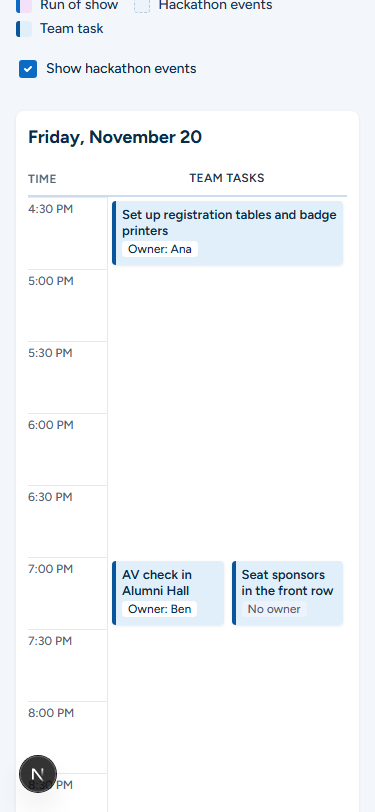 Run of show
Hackathon events
Team task
Show hackathon events
Friday, November 20
TIME
TEAM TASKS
4:30 PM
Set up registration tables and badge
printers
Owner: Ana
5:00 PM
5:30 PM
6:00 PM
6:30 PM
7:00 PM
AV check in
Alumni Hall
Owner: Ben
Seat sponsors
in the front row
No owner
7:30 PM
8:00 PM
N
PM